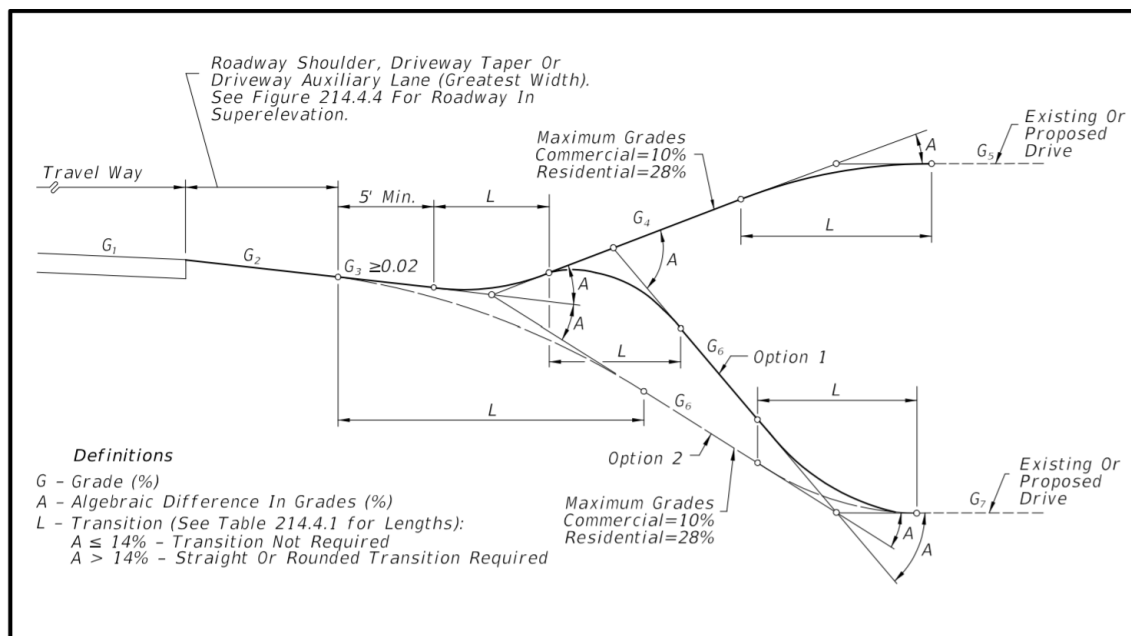 Roadway Shoulder, Driveway Taper Or
Driveway Auxiliary Lane (Greatest Width).
See Figure 214.4.4 For Roadway In
Superelevation.
Existing Or
Proposed
Drive
Maximum Grades
Commercial=10%
Residential=28%
A
G₅
Travel Way
5' Min.
L
G₄
L
G₁
G₂
G₃ ≥0.02
A
A
A
L
G₆
Option 1
L
L
G₆
Option 2
Definitions
G – Grade (%)
A – Algebraic Difference In Grades (%)
L – Transition (See Table 214.4.1 for Lengths):
A ≤ 14% – Transition Not Required
A > 14% – Straight Or Rounded Transition Required
Maximum Grades
Commercial=10%
Residential=28%
Existing Or
Proposed
Drive
G₇
A
A